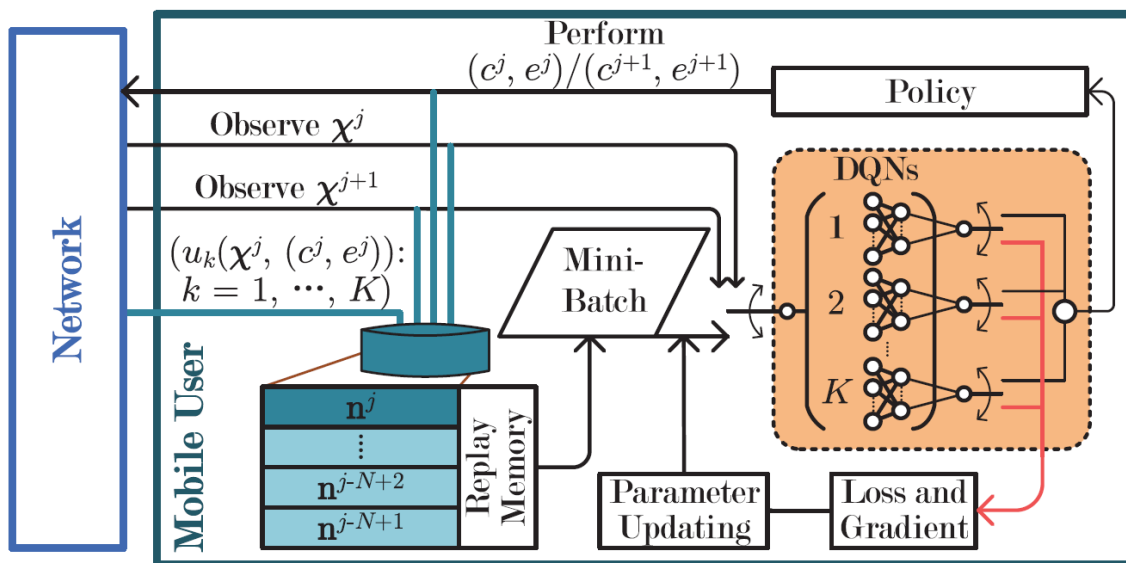 Network
Mobile User
Perform
(c^j, e^j)/(c^{j+1}, e^{j+1})
Policy
Observe χ^j
Observe χ^{j+1}
(u_k(χ^j, (c^j, e^j)):
k = 1, ···, K)
Mini-
Batch
DQNs
1
2
⋮
K
n^j
⋮
n^{j-N+2}
n^{j-N+1}
Replay
Memory
Parameter
Updating
Loss and
Gradient